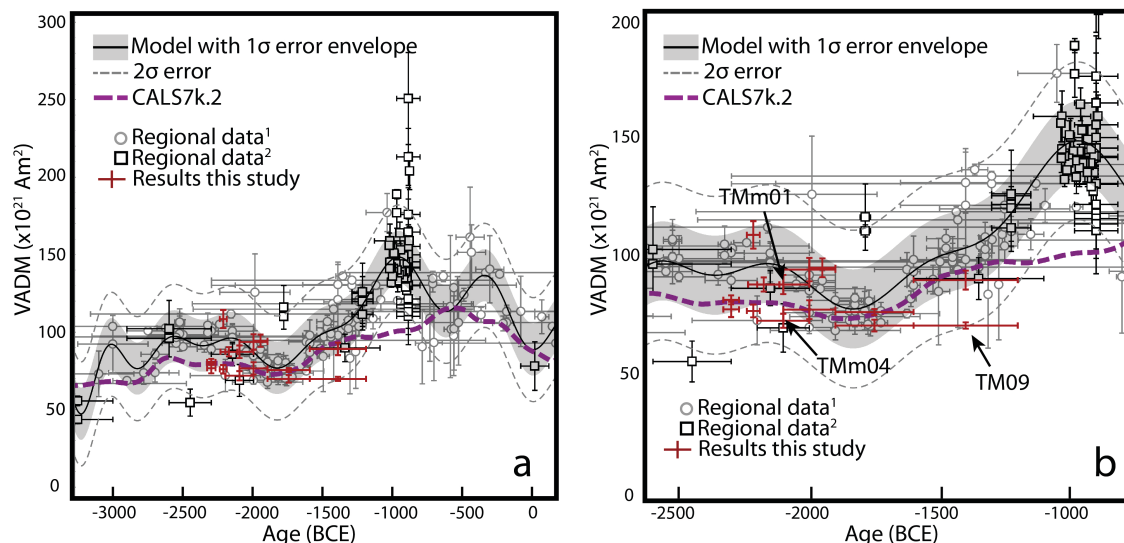 300
250
200
150
100
50
0
VADM (x10²¹ Am²)
Model with 1σ error envelope
2σ error
CALS7k.2
Regional data¹
Regional data²
Results this study
a
-3000 -2500 -2000 -1500 -1000 -500 0
Age (BCE)
200
150
100
50
0
VADM (x10²¹ Am²)
Model with 1σ error envelope
2σ error
CALS7k.2
TMm01
TMm04
TM09
Regional data¹
Regional data²
Results this study
b
-2500 -2000 -1500 -1000
Age (BCE)